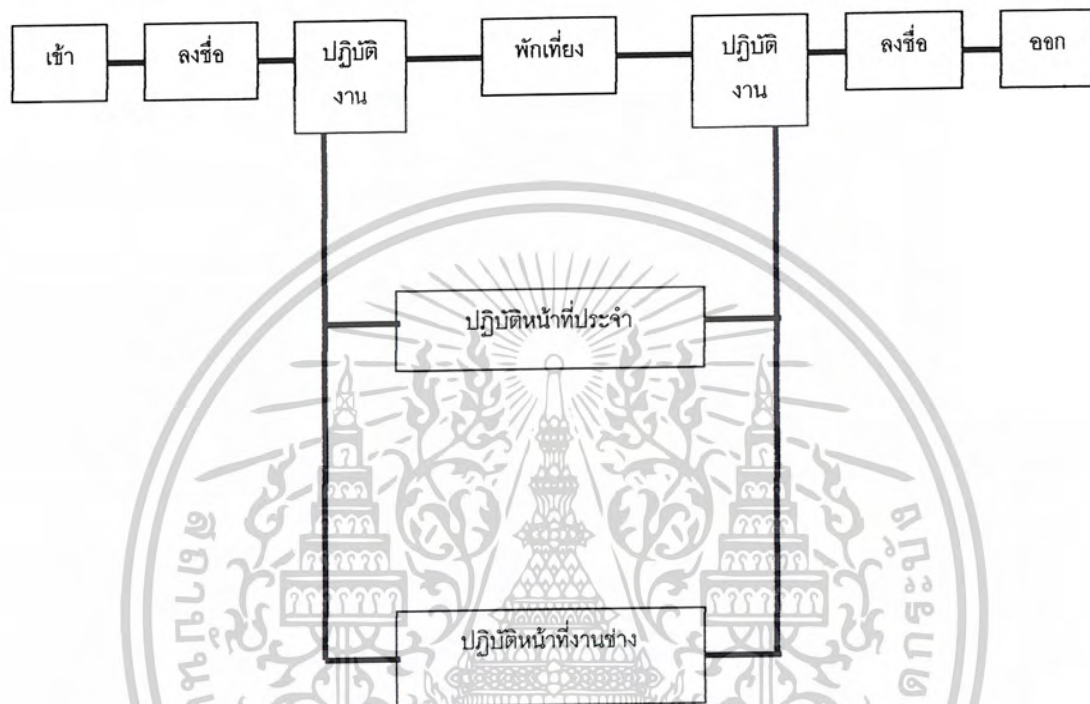 เข้า
ลงชื่อ
ปฏิบัติ
งาน
พักเที่ยง
ปฏิบัติ
งาน
ลงชื่อ
ออก
ปฏิบัติหน้าที่ประจำ
ปฏิบัติหน้าที่งานช่าง